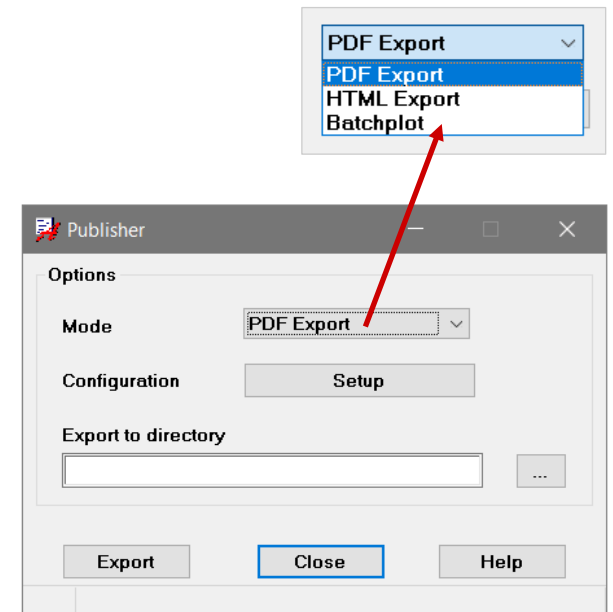 PDF Export
PDF Export
HTML Export
Batchplot
Publisher
Options
Mode
PDF Export
Configuration
Setup
Export to directory
...
Export
Close
Help